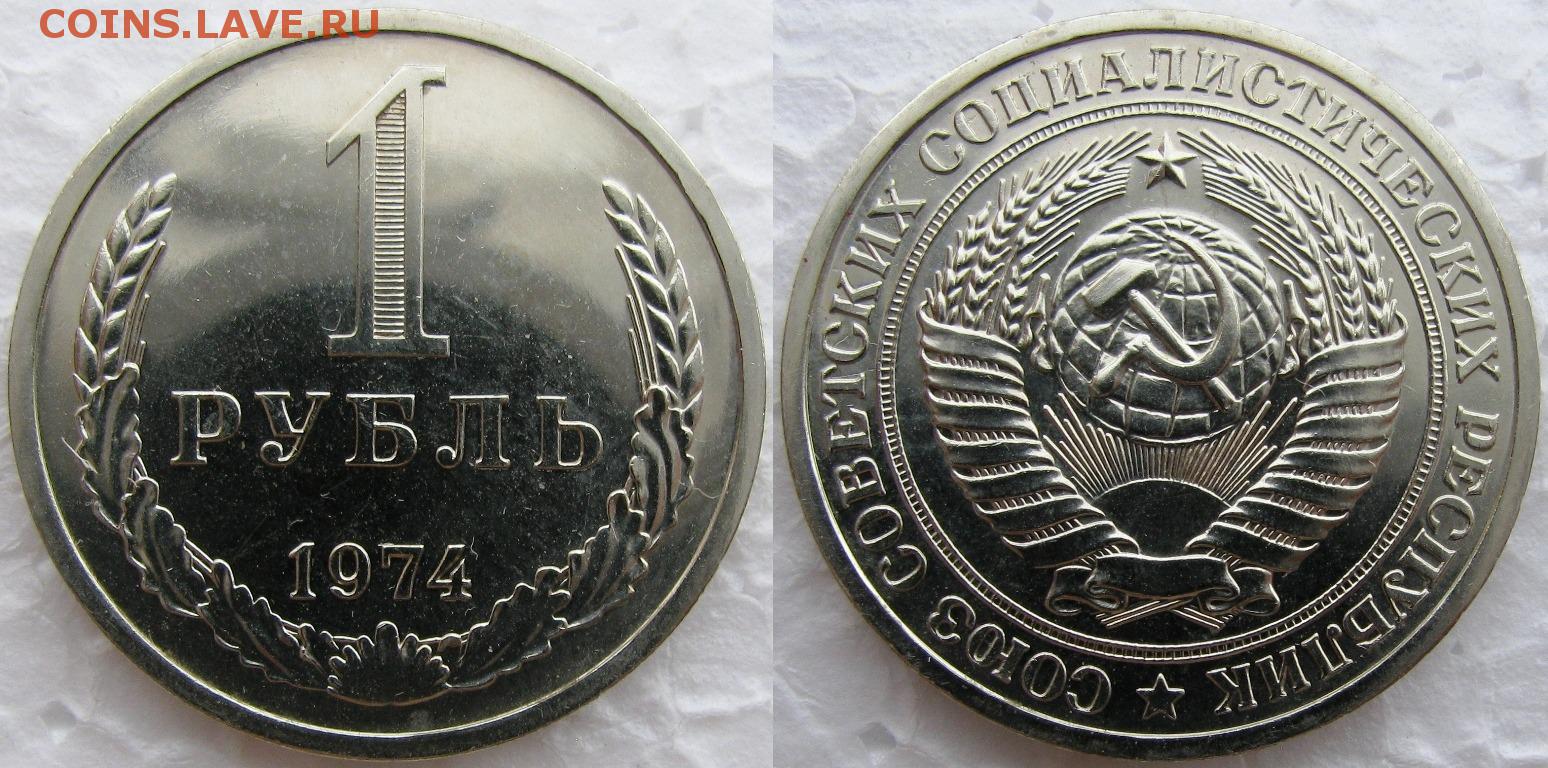 COINS.LAVE.RU
1
РУБЛЬ
1974
СОЮЗ СОВЕТСКИХ СОЦИАЛИСТИЧЕСКИХ РЕСПУБЛИК